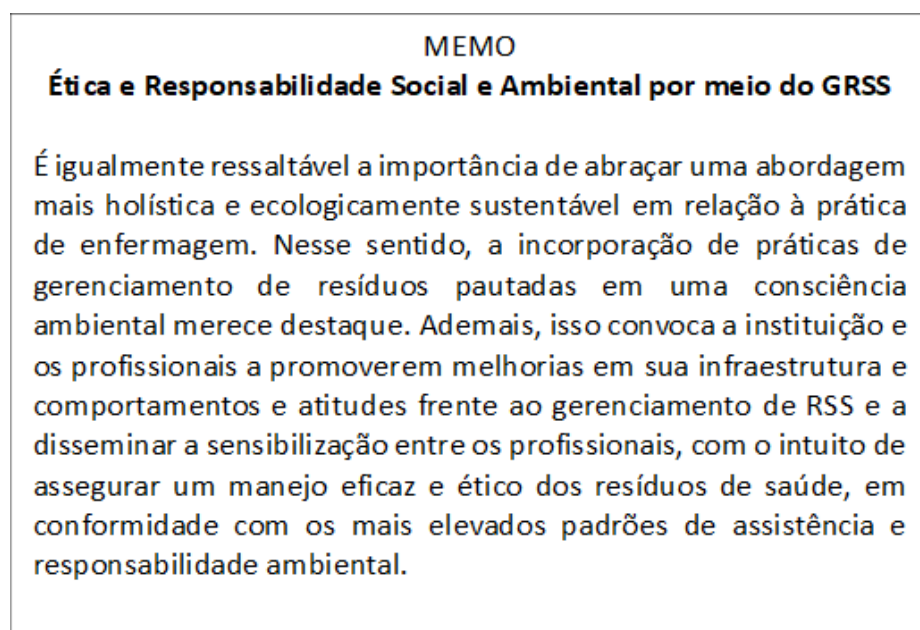 MEMO
Ética e Responsabilidade Social e Ambiental por meio do GRSS
É igualmente ressaltável a importância de abraçar uma abordagem
mais holística e ecologicamente sustentável em relação à prática
de enfermagem. Nesse sentido, a incorporação de práticas de
gerenciamento de resíduos pautadas em uma consciência
ambiental merece destaque. Ademais, isso convoca a instituição e
os profissionais a promoverem melhorias em sua infraestrutura e
comportamentos e atitudes frente ao gerenciamento de RSS e a
disseminar a sensibilização entre os profissionais, com o intuito de
assegurar um manejo eficaz e ético dos resíduos de saúde, em
conformidade com os mais elevados padrões de assistência e
responsabilidade ambiental.